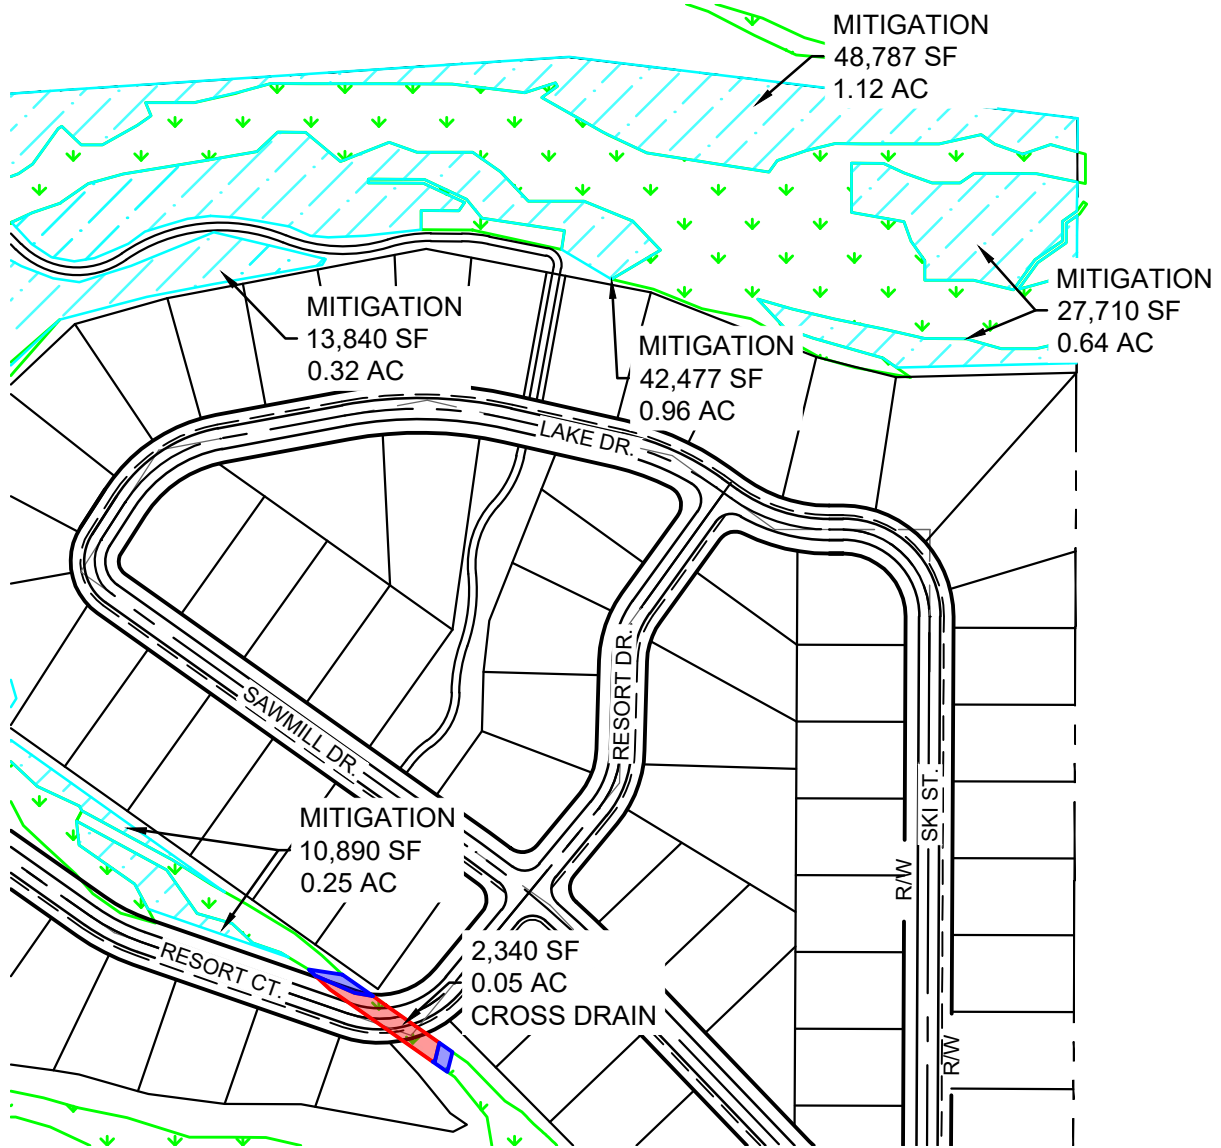 MITIGATION
48,787 SF
1.12 AC
MITIGATION
27,710 SF
0.64 AC
MITIGATION
13,840 SF
0.32 AC
MITIGATION
42,477 SF
0.96 AC
LAKE DR.
RESORT DR.
SAWMILL DR.
SKI ST.
MITIGATION
10,890 SF
0.25 AC
R/W
RESORT CT.
2,340 SF
0.05 AC
CROSS DRAIN
R/W